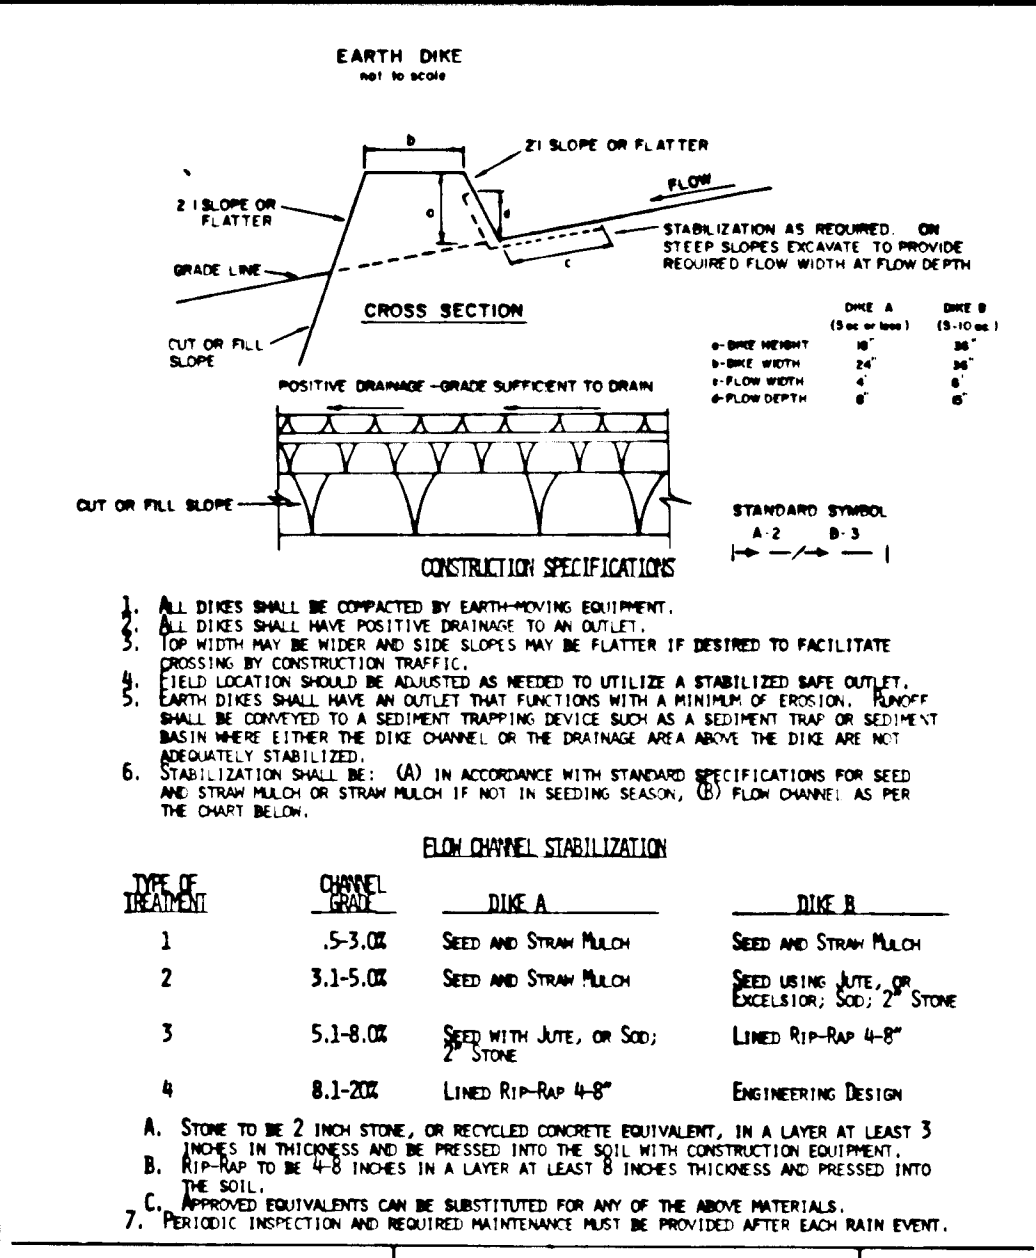 EARTH DIKE
not to scale
b
2:1 SLOPE OR FLATTER
FLOW
2:1 SLOPE OR
FLATTER
a
d
STABILIZATION AS REQUIRED. ON
STEEP SLOPES EXCAVATE TO PROVIDE
REQUIRED FLOW WIDTH AT FLOW DEPTH
c
GRADE LINE
CROSS SECTION
CUT OR FILL
SLOPE
DIKE A DIKE B
(5 ac or less) (5-10 ac)
a-DIKE HEIGHT 18" 36"
b-DIKE WIDTH 24" 36"
c-FLOW WIDTH 4' 6'
d-FLOW DEPTH 8" 15"
POSITIVE DRAINAGE-GRADE SUFFICENT TO DRAIN
CUT OR FILL SLOPE
STANDARD SYMBOL
A-2 B-3
CONSTRUCTION SPECIFICATIONS
1. ALL DIKES SHALL BE COMPACTED BY EARTH-MOVING EQUIPMENT.
2. ALL DIKES SHALL HAVE POSITIVE DRAINAGE TO AN OUTLET.
3. TOP WIDTH MAY BE WIDER AND SIDE SLOPES MAY BE FLATTER IF DESIRED TO FACILITATE
CROSSING BY CONSTRUCTION TRAFFIC.
4. FIELD LOCATION SHOULD BE ADJUSTED AS NEEDED TO UTILIZE A STABILIZED SAFE OUTLET.
5. EARTH DIKES SHALL HAVE AN OUTLET THAT FUNCTIONS WITH A MINIMUM OF EROSION. RUNOFF
SHALL BE CONVEYED TO A SEDIMENT TRAPPING DEVICE SUCH AS A SEDIMENT TRAP OR SEDIMENT
BASIN WHERE EITHER THE DIKE CHANNEL OR THE DRAINAGE AREA ABOVE THE DIKE ARE NOT
ADEQUATELY STABILIZED.
6. STABILIZATION SHALL BE: (A) IN ACCORDANCE WITH STANDARD SPECIFICATIONS FOR SEED
AND STRAW MULCH OR STRAW MULCH IF NOT IN SEEDING SEASON, (B) FLOW CHANNEL AS PER
THE CHART BELOW.
FLOW CHANNEL STABILIZATION
TYPE OF TREATMENT CHANNEL GRADE DIKE A DIKE B
1 .5-3.0% SEED AND STRAW MULCH SEED AND STRAW MULCH
2 3.1-5.0% SEED AND STRAW MULCH SEED USING JUTE, OR
EXCELSIOR; SOD; 2" STONE
3 5.1-8.0% SEED WITH JUTE, OR SOD; LINED RIP-RAP 4-8"
2" STONE
4 8.1-20% LINED RIP-RAP 4-8" ENGINEERING DESIGN
A. STONE TO BE 2 INCH STONE, OR RECYCLED CONCRETE EQUIVALENT, IN A LAYER AT LEAST 3
INCHES IN THICKNESS AND BE PRESSED INTO THE SOIL WITH CONSTRUCTION EQUIPMENT.
B. RIP-RAP TO BE 4-8 INCHES IN A LAYER AT LEAST 8 INCHES THICKNESS AND PRESSED INTO
THE SOIL.
C. APPROVED EQUIVALENTS CAN BE SUBSTITUTED FOR ANY OF THE ABOVE MATERIALS.
7. PERIODIC INSPECTION AND REQUIRED MAINTENANCE MUST BE PROVIDED AFTER EACH RAIN EVENT.